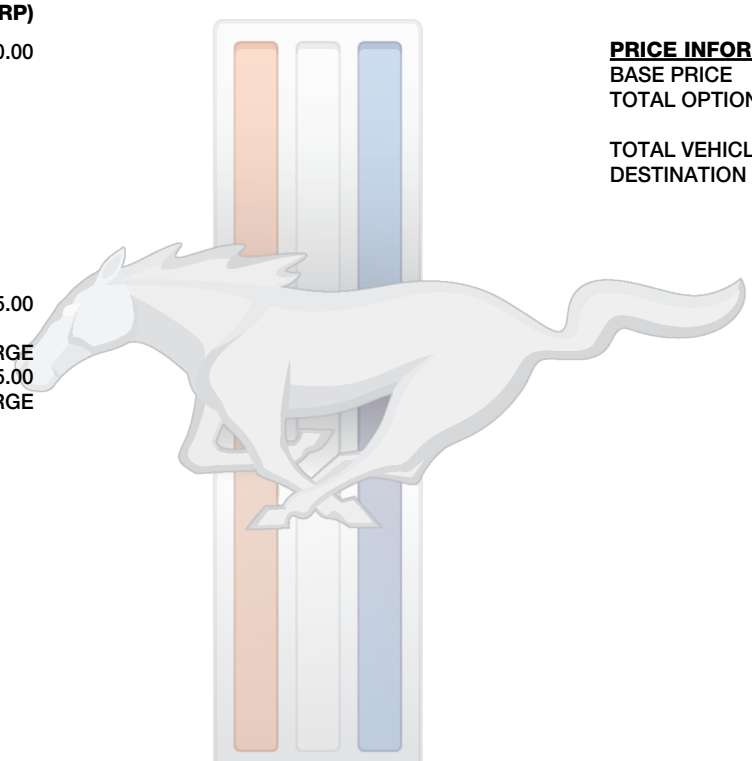 RP)
0.00
5.00
RGE
5.00
RGE
PRICE INFOR
BASE PRICE
TOTAL OPTION
TOTAL VEHICL
DESTINATION